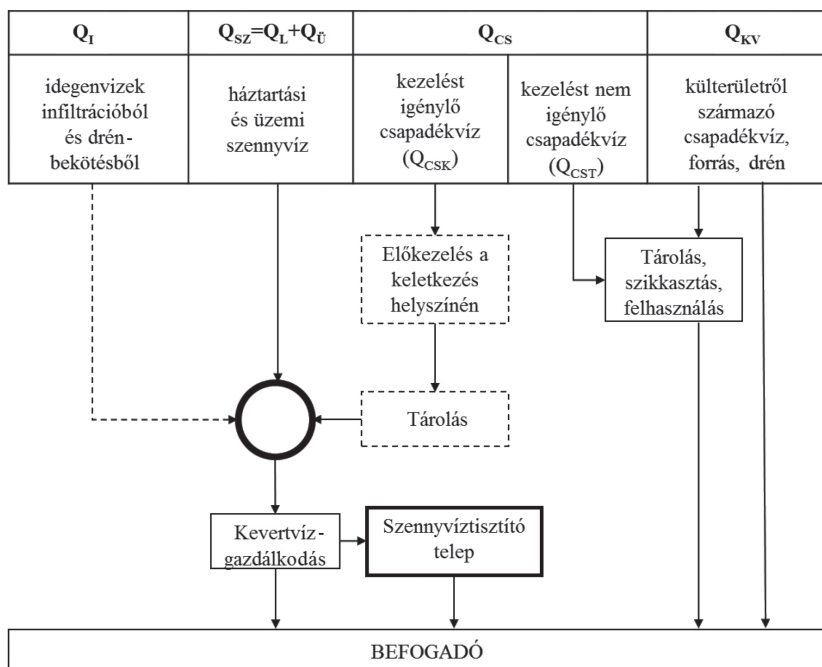 Q_I
Q_SZ=Q_L+Q_Ü
Q_CS
Q_KV
idegenvizek
infiltrációból
és drén-
bekötésből
háztartási
és üzemi
szennyvíz
kezelést
igénylő
csapadékvíz
(Q_CSK)
kezelést nem
igénylő
csapadékvíz
(Q_CST)
külterületről
származó
csapadékvíz,
forrás, drén
Előkezelés a
keletkezés
helyszínén
Tárolás,
szikkasztás,
felhasználás
Tárolás
Kevertvíz-
gazdálkodás
Szennyvíztisztító
telep
BEFOGADÓ